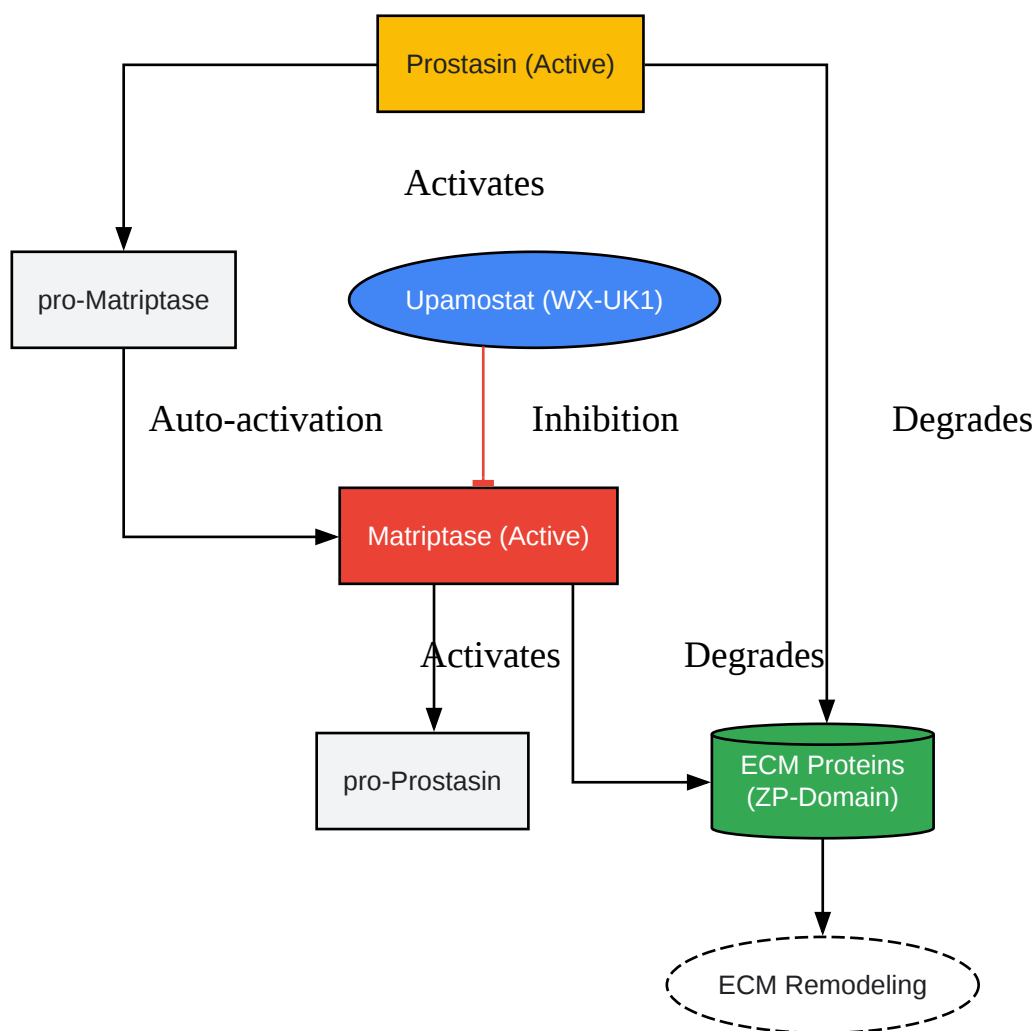 Prostasin (Active)
Activates
pro-Matriptase
Upamostat (WX-UK1)
Auto-activation
Inhibition
Degrades
Matriptase (Active)
Activates
Degrades
pro-Prostasin
ECM Proteins
(ZP-Domain)
ECM Remodeling